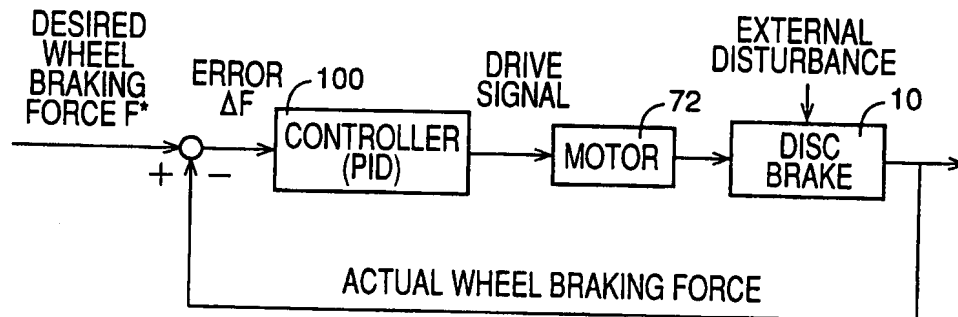 DESIRED
WHEEL
BRAKING
FORCE F*
ERROR
ΔF
100
CONTROLLER
(PID)
DRIVE
SIGNAL
72
MOTOR
EXTERNAL
DISTURBANCE
10
DISC
BRAKE
+ −
ACTUAL WHEEL BRAKING FORCE